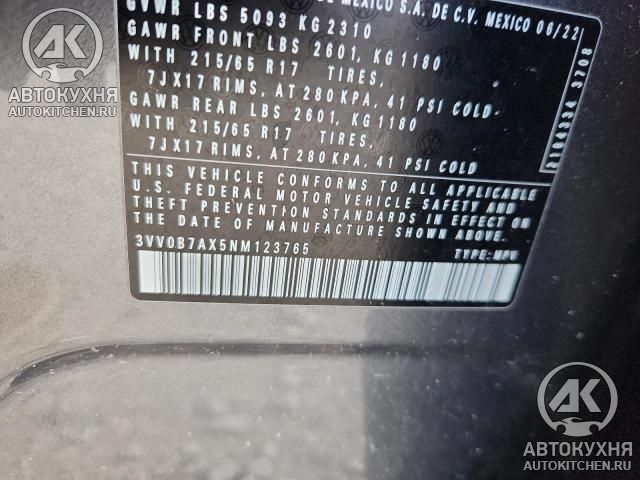 EL MEXICO S.A. DE C.V. MEXICO 06/22
GVWR LBS 5093 KG 2310
GAWR FRONT LBS 2601, KG 1180
WITH 215/65 R17 TIRES,
7JX17 RIMS, AT 280 KPA, 41 PSI COLD
GAWR REAR LBS 2601, KG 1180
WITH 215/65 R17 TIRES,
7JX17 RIMS, AT 280 KPA, 41 PSI COLD
THIS VEHICLE CONFORMS TO ALL APPLICABLE
U.S. FEDERAL MOTOR VEHICLE SAFETY AND
THEFT PREVENTION STANDARDS IN EFFECT ON
THE DATE OF MANUFACTURE SHOWN ABOVE.
3VV0B7AX5NM123765
TYPE: MPV
3708
АК
АВТОКУХНЯ
AUTOKITCHEN.RU
АК
АВТОКУХНЯ
AUTOKITCHEN.RU